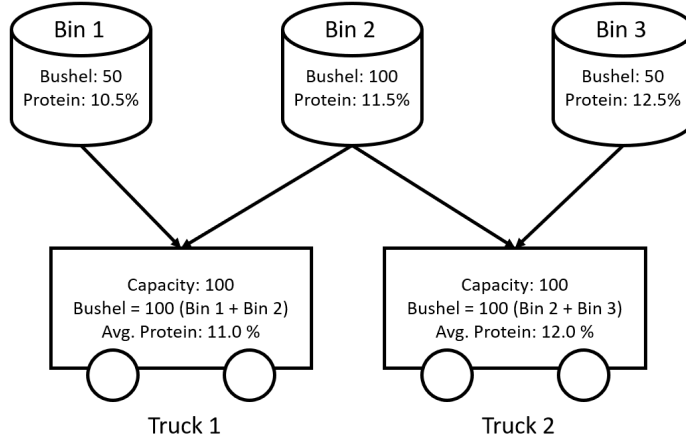 Bin 1
Bushel: 50
Protein: 10.5%
Bin 2
Bushel: 100
Protein: 11.5%
Bin 3
Bushel: 50
Protein: 12.5%
Capacity: 100
Bushel = 100 (Bin 1 + Bin 2)
Avg. Protein: 11.0 %
Truck 1
Capacity: 100
Bushel = 100 (Bin 2 + Bin 3)
Avg. Protein: 12.0 %
Truck 2